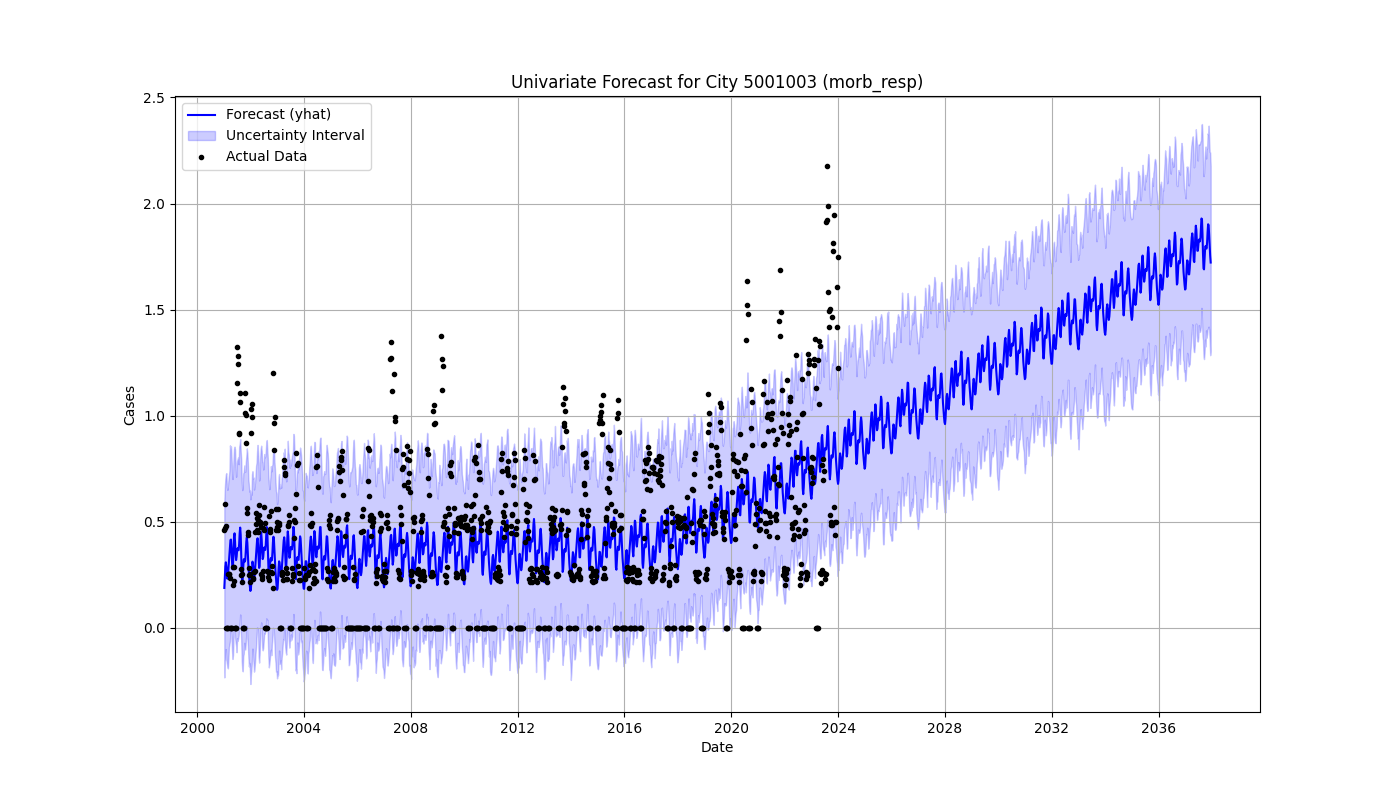 Univariate Forecast for City 5001003 (morb_resp)
2.5
2.0
1.5
1.0
0.5
0.0
Cases
Forecast (yhat)
Uncertainty Interval
Actual Data
2000 2004 2008 2012 2016 2020 2024 2028 2032 2036
Date